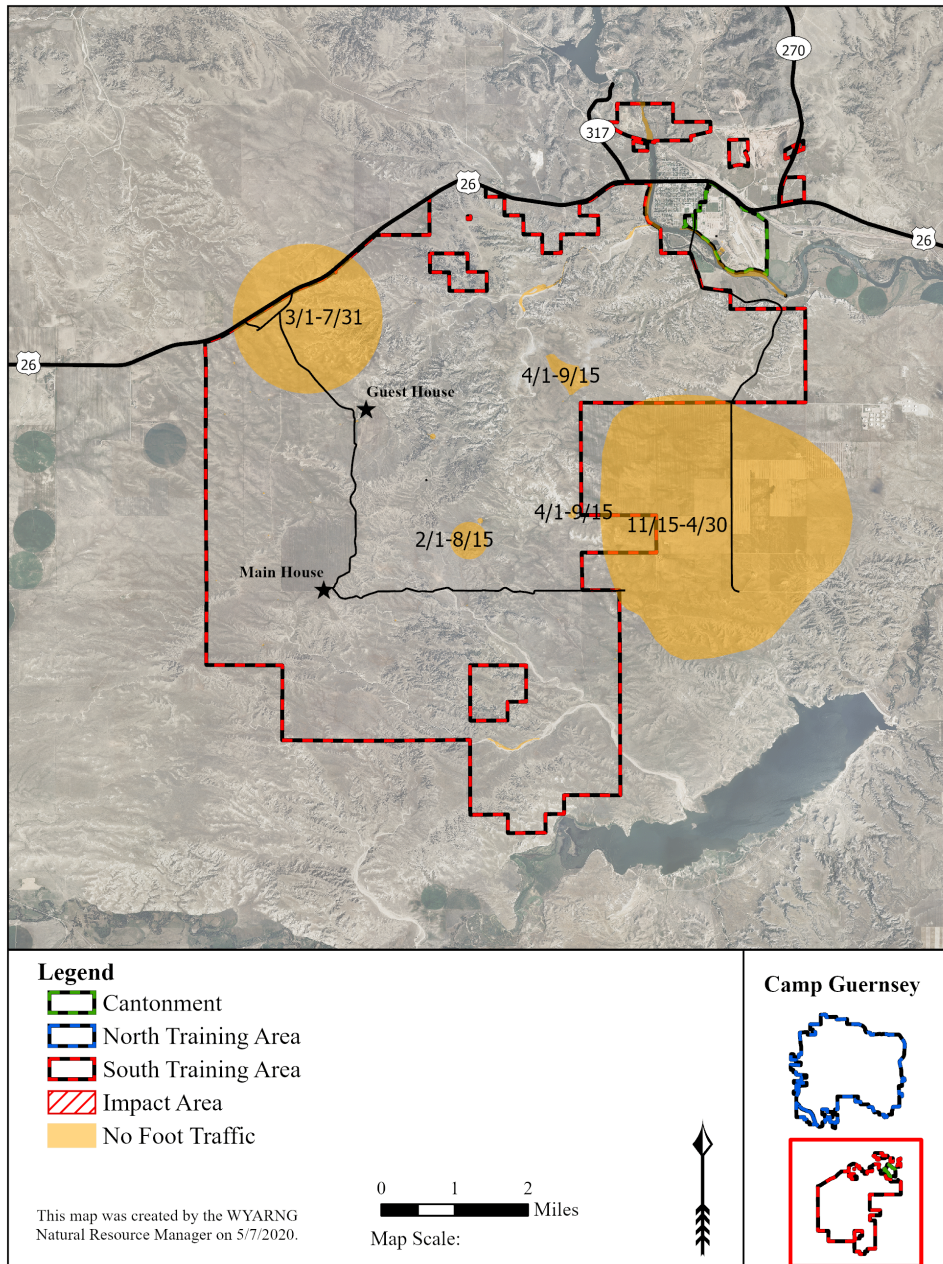 270
317
26
26
3/1-7/31
26
4/1-9/15
Guest House
4/1-9/15
11/15-4/30
2/1-8/15
Main House
Legend
Cantonment
North Training Area
South Training Area
Impact Area
No Foot Traffic
This map was created by the WYARNG
Natural Resource Manager on 5/7/2020.
0 1 2
Miles
Map Scale:
Camp Guernsey